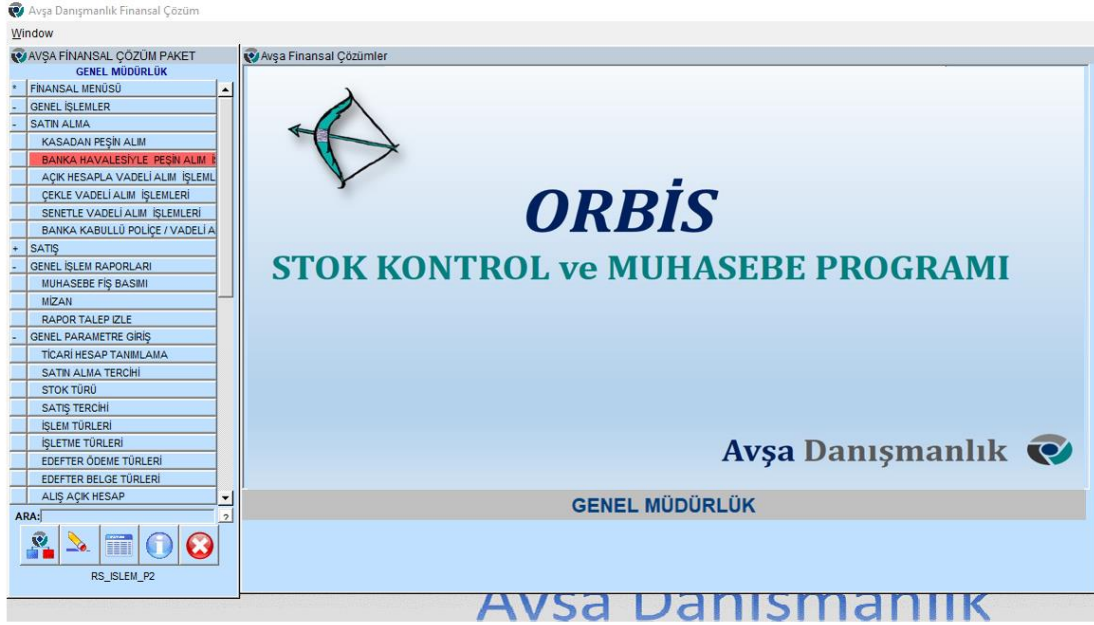 Avşa Danışmanlık Finansal Çözüm
Window
AVŞA FİNANSAL ÇÖZÜM PAKET
GENEL MÜDÜRLÜK
* FİNANSAL MENÜSÜ
- GENEL İŞLEMLER
- SATIN ALMA
KASADAN PEŞİN ALIM
BANKA HAVALESİYLE PEŞİN ALIM
AÇIK HESAPLA VADELİ ALIM İŞLEML
ÇEKLE VADELİ ALIM İŞLEMLERİ
SENETLE VADELİ ALIM İŞLEMLERİ
BANKA KABULLÜ POLİÇE / VADELİ A
+ SATIŞ
- GENEL İŞLEM RAPORLARI
MUHASEBE FİŞ BASIMI
MİZAN
RAPOR TALEP IZLE
- GENEL PARAMETRE GİRİŞ
TİCARİ HESAP TANIMLAMA
SATIN ALMA TERCİHİ
STOK TÜRÜ
SATIŞ TERCİHİ
İŞLEM TÜRLERİ
İŞLETME TÜRLERİ
EDEFTER ÖDEME TÜRLERİ
EDEFTER BELGE TÜRLERİ
ALIŞ AÇIK HESAP
ARA: ?
RS_ISLEM_P2
Avşa Finansal Çözümler
ORBİS
STOK KONTROL ve MUHASEBE PROGRAMI
Avşa Danışmanlık
GENEL MÜDÜRLÜK
Avşa Danışmanlık